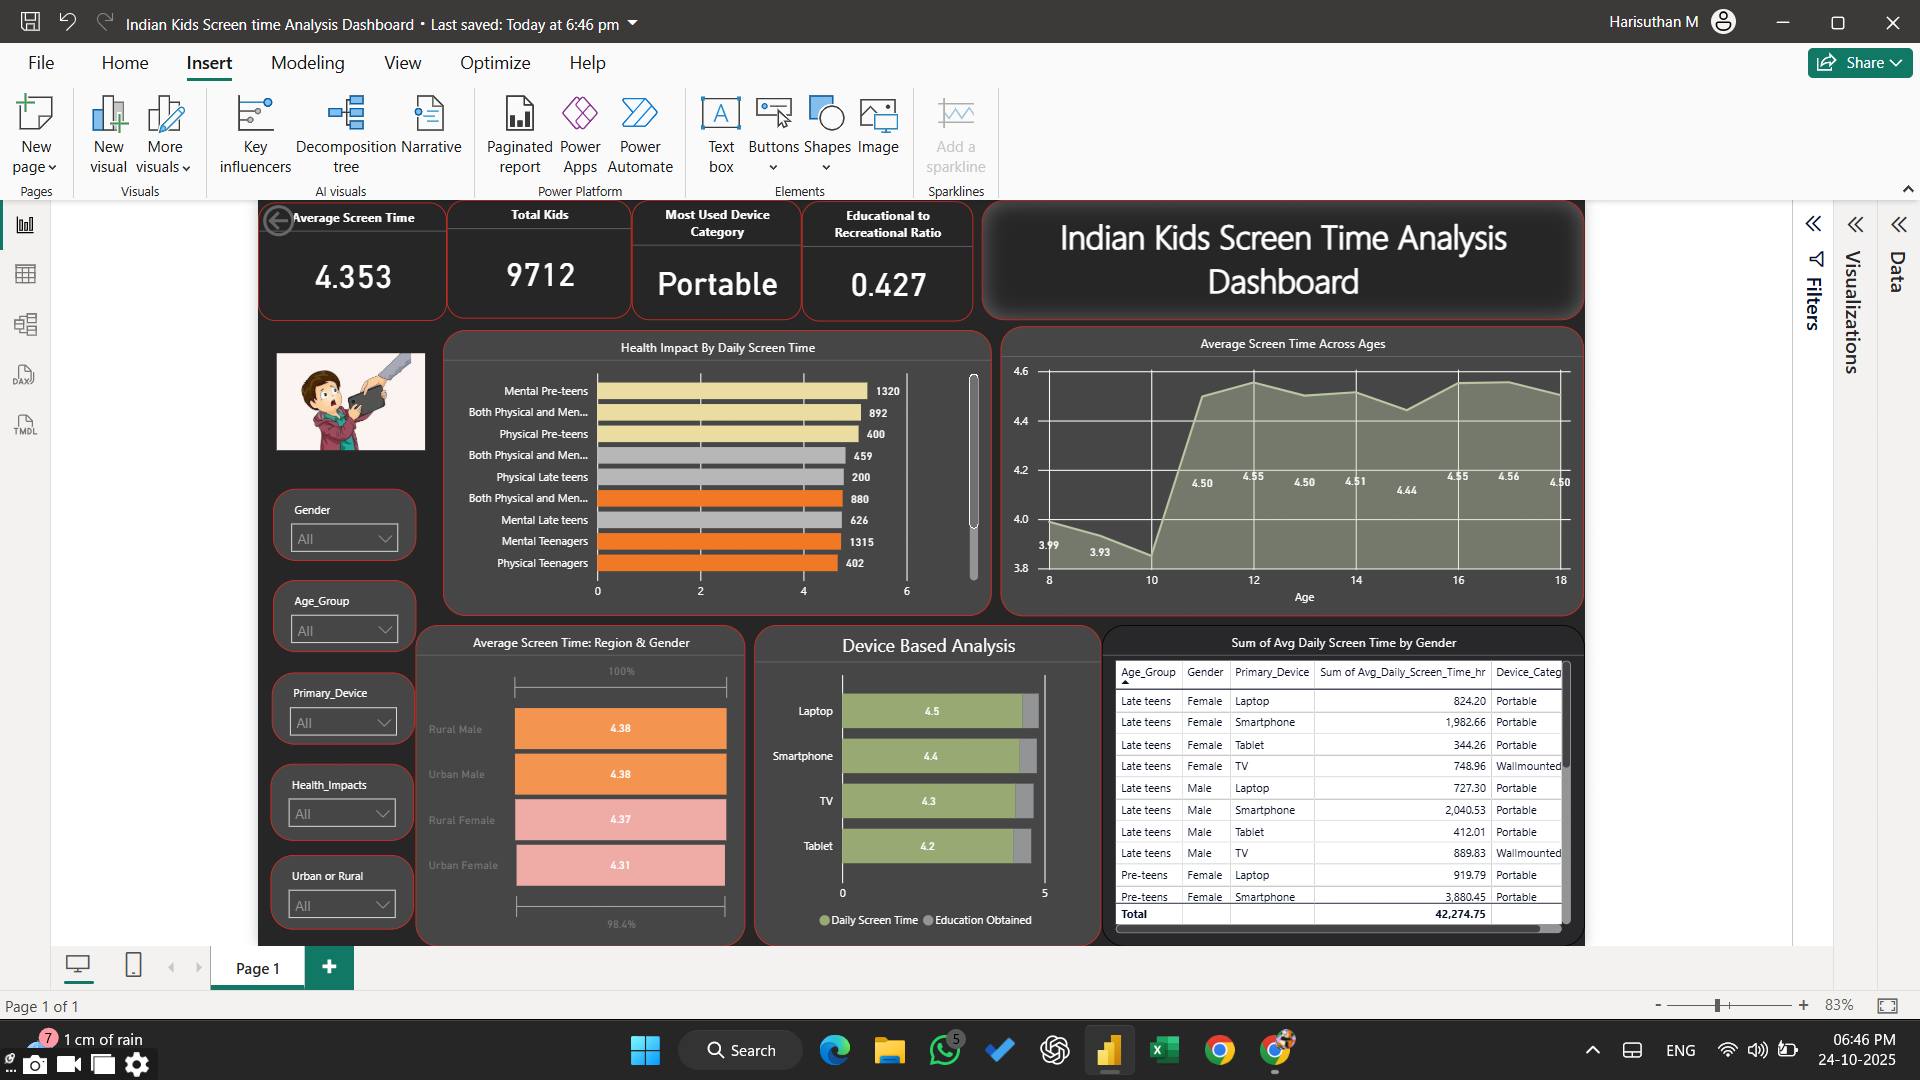 Indian Kids Screen time Analysis Dashboard • Last saved: Today at 6:46 pm
Harisuthan M
File Home Insert Modeling View Optimize Help
Share
New page
New visual
More visuals
Key influencers
Decomposition tree
Narrative
Paginated report
Power Apps
Power Automate
Text box
Buttons
Shapes
Image
Add a sparkline
Pages
Visuals
AI visuals
Power Platform
Elements
Sparklines
Average Screen Time
4.353
Total Kids
9712
Most Used Device Category
Portable
Educational to Recreational Ratio
0.427
Indian Kids Screen Time Analysis
Dashboard
Filters
Visualizations
Data
DAX
TMDL
Gender
All
Age_Group
All
Primary_Device
All
Health_Impacts
All
Urban or Rural
All
Health Impact By Daily Screen Time
Mental Pre-teens 1320
Both Physical and Men... 892
Physical Pre-teens 400
Both Physical and Men... 459
Physical Late teens 200
Both Physical and Men... 880
Mental Late teens 626
Mental Teenagers 1315
Physical Teenagers 402
0 2 4 6
Average Screen Time Across Ages
4.6
4.4
4.2
4.0
3.8
3.99 3.93 4.50 4.55 4.50 4.51 4.44 4.55 4.56 4.50
8 10 12 14 16 18
Age
Average Screen Time: Region & Gender
100%
Rural Male 4.38
Urban Male 4.38
Rural Female 4.37
Urban Female 4.31
98.4%
Device Based Analysis
Laptop 4.5
Smartphone 4.4
TV 4.3
Tablet 4.2
0 5
Daily Screen Time Education Obtained
Sum of Avg Daily Screen Time by Gender
Age_Group Gender Primary_Device Sum of Avg_Daily_Screen_Time_hr Device_Categ
Late teens Female Laptop 824.20 Portable
Late teens Female Smartphone 1,982.66 Portable
Late teens Female Tablet 344.26 Portable
Late teens Female TV 748.96 Wallmounted
Late teens Male Laptop 727.30 Portable
Late teens Male Smartphone 2,040.53 Portable
Late teens Male Tablet 412.01 Portable
Late teens Male TV 889.83 Wallmounted
Pre-teens Female Laptop 919.79 Portable
Pre-teens Female Smartphone 3,880.45 Portable
Total 42,274.75
Page 1
Page 1 of 1
- + 83%
7
1 cm of rain
Search
5
ENG
06:46 PM
24-10-2025